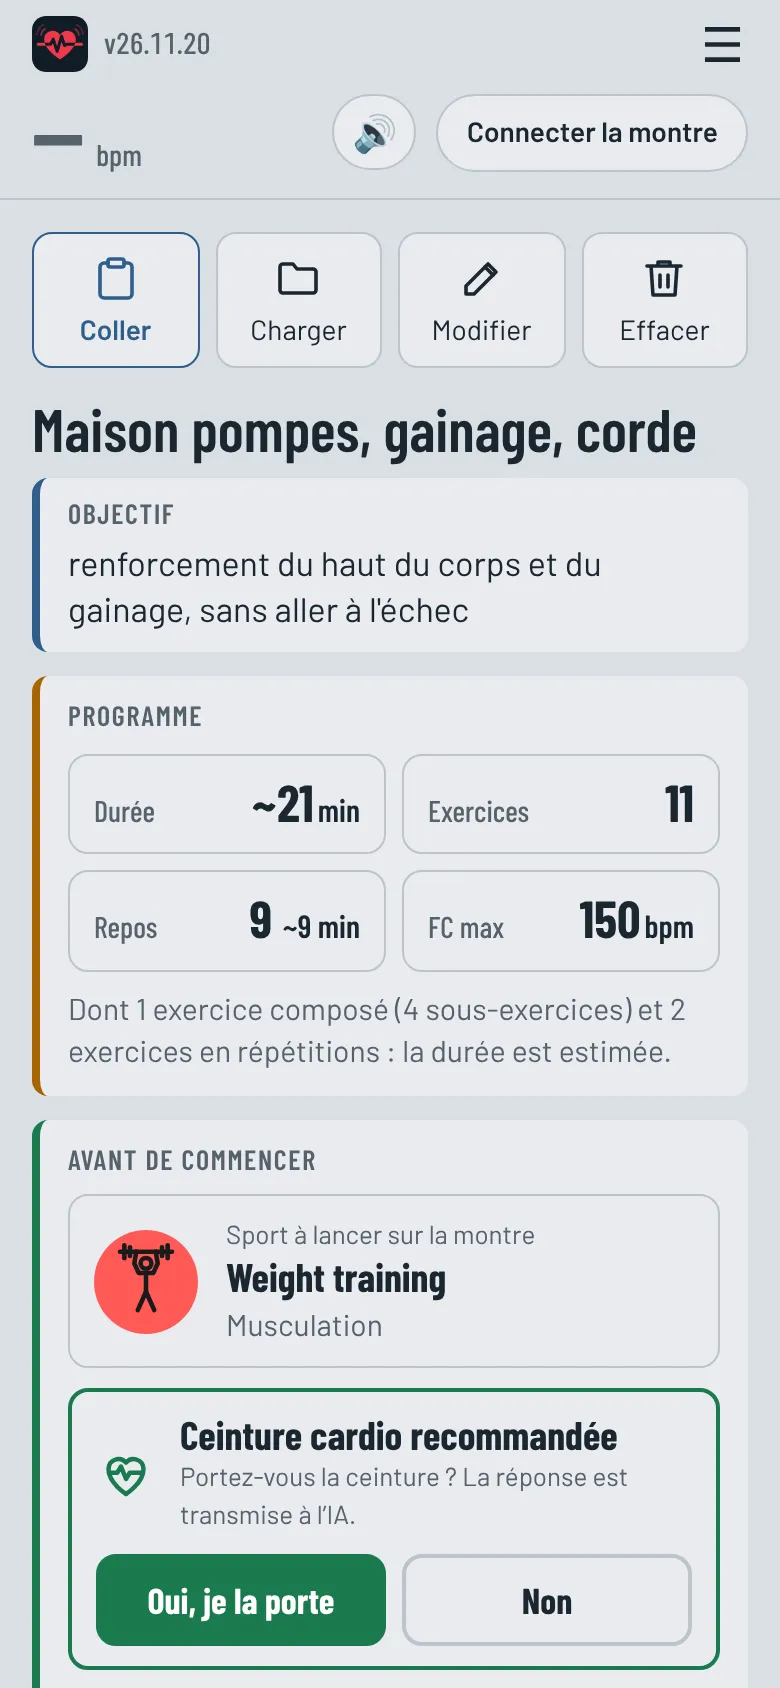 v26.11.20
— bpm
Connecter la montre
Coller
Charger
Modifier
Effacer
Maison pompes, gainage, corde
OBJECTIF
renforcement du haut du corps et du
gainage, sans aller à l'échec
PROGRAMME
Durée ~21 min
Exercices 11
Repos 9 ~9 min
FC max 150 bpm
Dont 1 exercice composé (4 sous-exercices) et 2
exercices en répétitions : la durée est estimée.
AVANT DE COMMENCER
Sport à lancer sur la montre
Weight training
Musculation
Ceinture cardio recommandée
Portez-vous la ceinture ? La réponse est
transmise à l’IA.
Oui, je la porte
Non